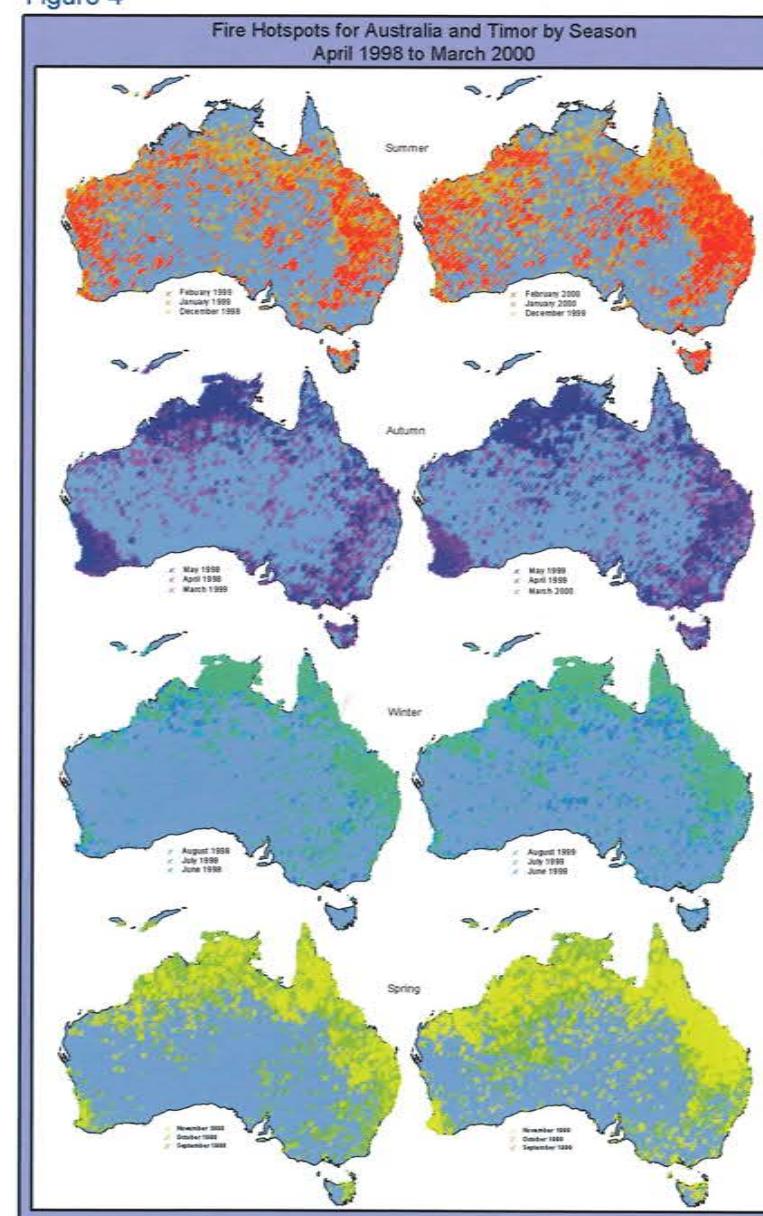 Figure 4
Fire Hotspots for Australia and Timor by Season
April 1998 to March 2000
Summer
Febuary 1999
January 1999
December 1998
February 2000
January 2000
December 1999
Autumn
May 1998
April 1998
March 1999
May 1999
April 1999
March 2000
Winter
August 1998
July 1998
June 1998
August 1999
July 1999
June 1999
Spring
November 1998
October 1998
September 1998
November 1999
October 1999
September 1999